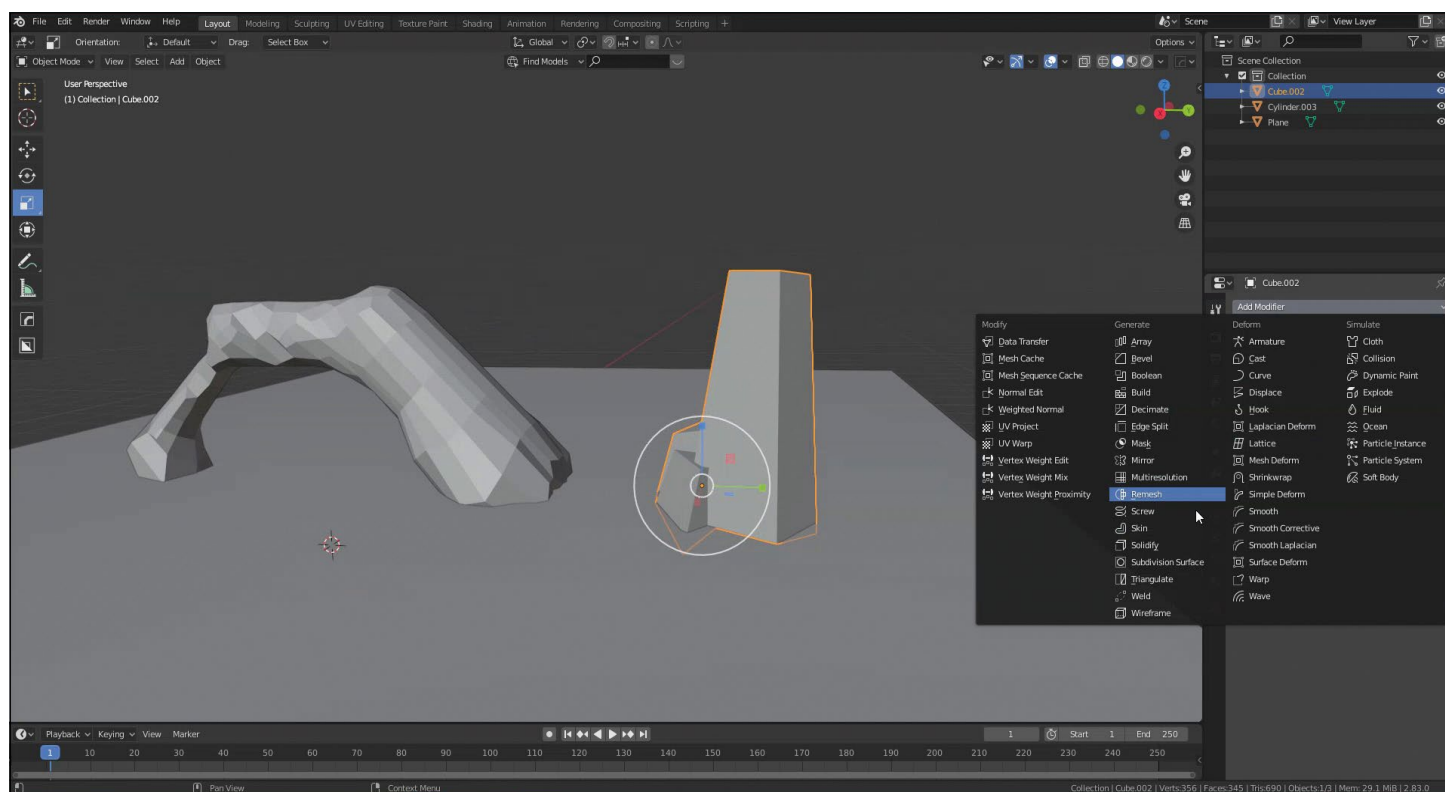 File Edit Render Window Help Layout Modeling Sculpting UV Editing Texture Paint Shading Animation Rendering Compositing Scripting + Scene View Layer
Orientation: Default Drag: Select Box Global Options
Object Mode View Select Add Object Find Models
User Perspective
(1) Collection | Cube.002
Z
X
Y
Scene Collection
Collection
Cube.002
Cylinder.003
Plane
Cube.002
Add Modifier
Modify Generate Deform Simulate
Data Transfer Array Armature Cloth
Mesh Cache Bevel Cast Collision
Mesh Sequence Cache Boolean Curve Dynamic Paint
Normal Edit Build Displace Explode
Weighted Normal Decimate Hook Fluid
UV Project Edge Split Laplacian Deform Ocean
UV Warp Mask Lattice Particle Instance
Vertex Weight Edit Mirror Mesh Deform Particle System
Vertex Weight Mix Multiresolution Shrinkwrap Soft Body
Vertex Weight Proximity Remesh Simple Deform
Screw Smooth
Skin Smooth Corrective
Solidify Smooth Laplacian
Subdivision Surface Surface Deform
Triangulate Warp
Weld Wave
Wireframe
Playback Keying View Marker 1 Start 1 End 250
1 10 20 30 40 50 60 70 80 90 100 110 120 130 140 150 160 170 180 190 200 210 220 230 240 250
Pan View Context Menu Collection | Cube.002 | Verts:356 | Faces:345 | Tris:690 | Objects:1/3 | Mem: 29.1 MiB | 2.83.0